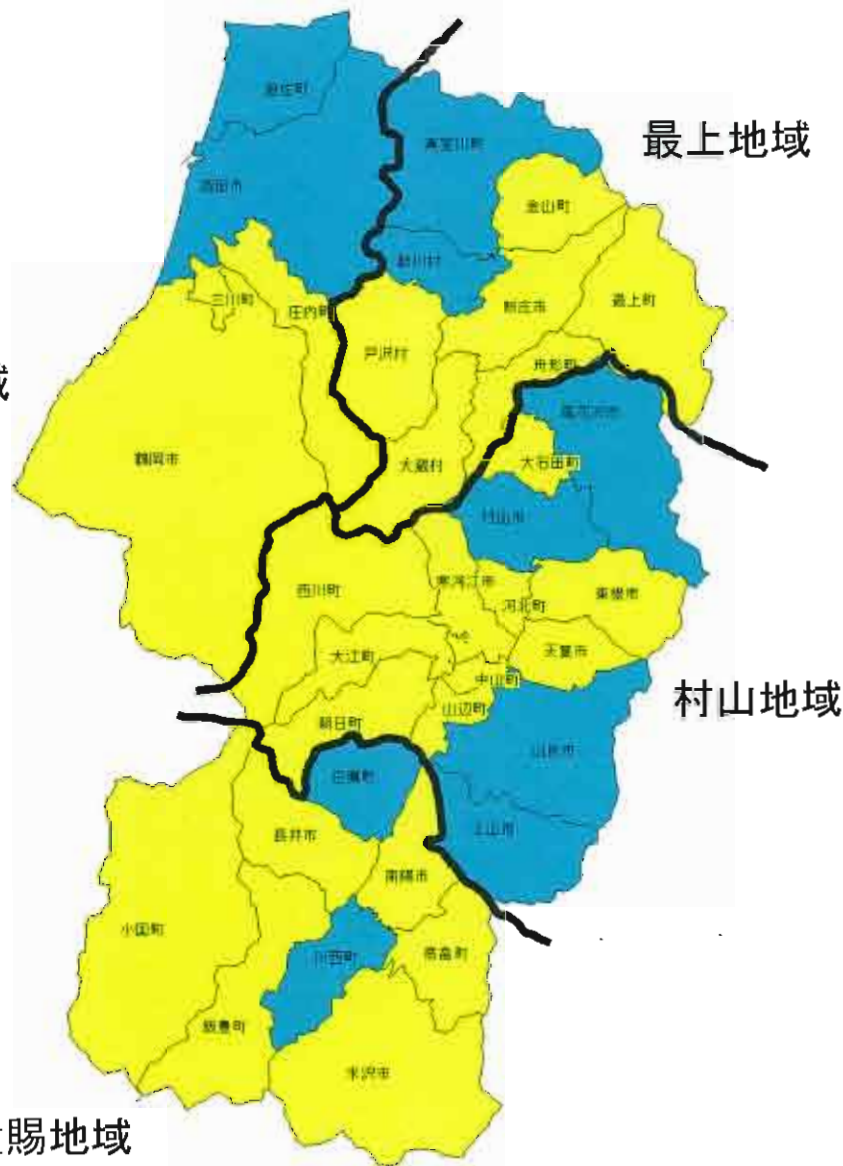 遊佐町
真室川町
最上地域
酒田市
金山町
鮭川村
三川町
庄内町
新庄市
最上町
戸沢村
舟形町
域
尾花沢市
鶴岡市
大蔵村
大石田町
村山市
西川町
寒河江市
河北町
東根市
大江町
天童市
中山町
山辺町
村山地域
朝日町
山形市
白鷹町
上山市
長井市
南陽市
小国町
川西町
高畠町
飯豊町
米沢市
賜地域